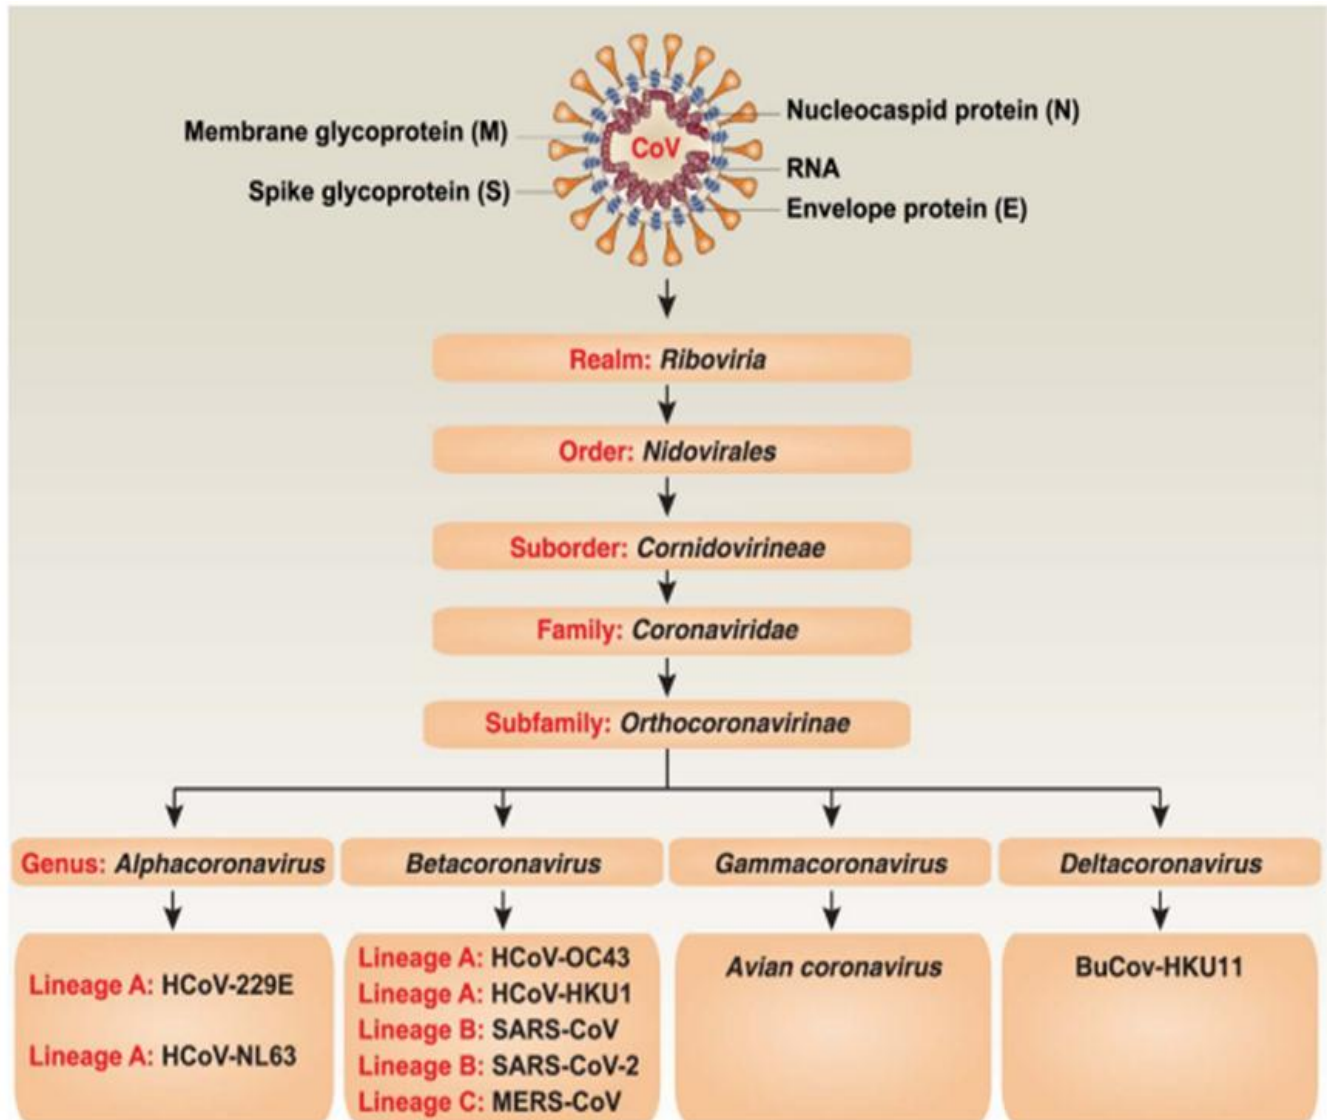 Membrane glycoprotein (M)
Spike glycoprotein (S)
CoV
Nucleocaspid protein (N)
RNA
Envelope protein (E)
Realm: Riboviria
Order: Nidovirales
Suborder: Cornidovirineae
Family: Coronaviridae
Subfamily: Orthocoronavirinae
Genus: Alphacoronavirus
Betacoronavirus
Gammacoronavirus
Deltacoronavirus
Lineage A: HCoV-229E
Lineage A: HCoV-NL63
Lineage A: HCoV-OC43
Lineage A: HCoV-HKU1
Lineage B: SARS-CoV
Lineage B: SARS-CoV-2
Lineage C: MERS-CoV
Avian coronavirus
BuCov-HKU11